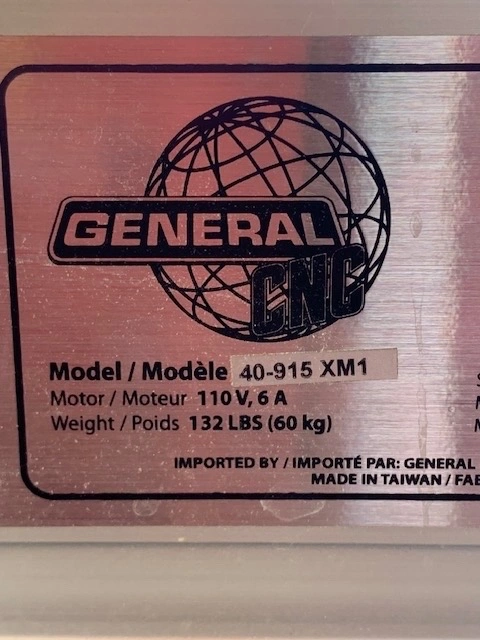 GENERAL
CNC
Model / Modèle 40-915 XM1
Motor / Moteur 110 V, 6 A
Weight / Poids 132 LBS (60 kg)
IMPORTED BY / IMPORTÉ PAR: GENERAL
MADE IN TAIWAN / FAB